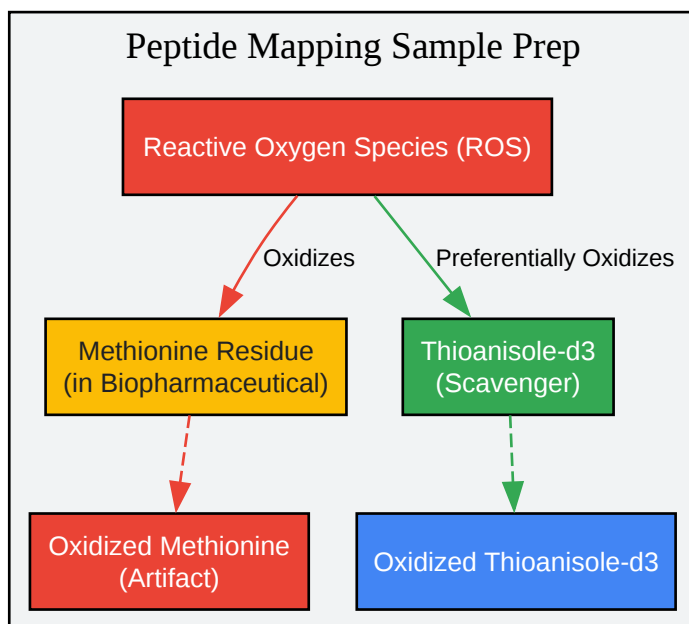 Peptide Mapping Sample Prep
Reactive Oxygen Species (ROS)
Oxidizes
Preferentially Oxidizes
Methionine Residue
(in Biopharmaceutical)
Thioanisole-d3
(Scavenger)
Oxidized Methionine
(Artifact)
Oxidized Thioanisole-d3